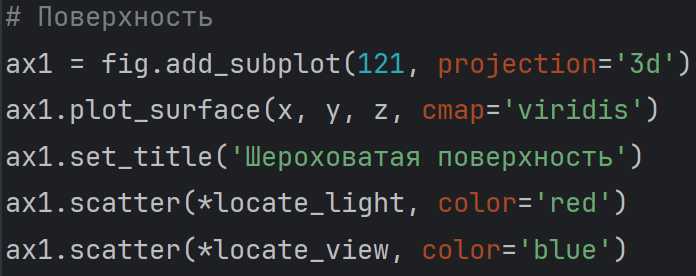 # Поверхность
ax1 = fig.add_subplot(121, projection='3d')
ax1.plot_surface(x, y, z, cmap='viridis')
ax1.set_title('Шероховатая поверхность')
ax1.scatter(*locate_light, color='red')
ax1.scatter(*locate_view, color='blue')